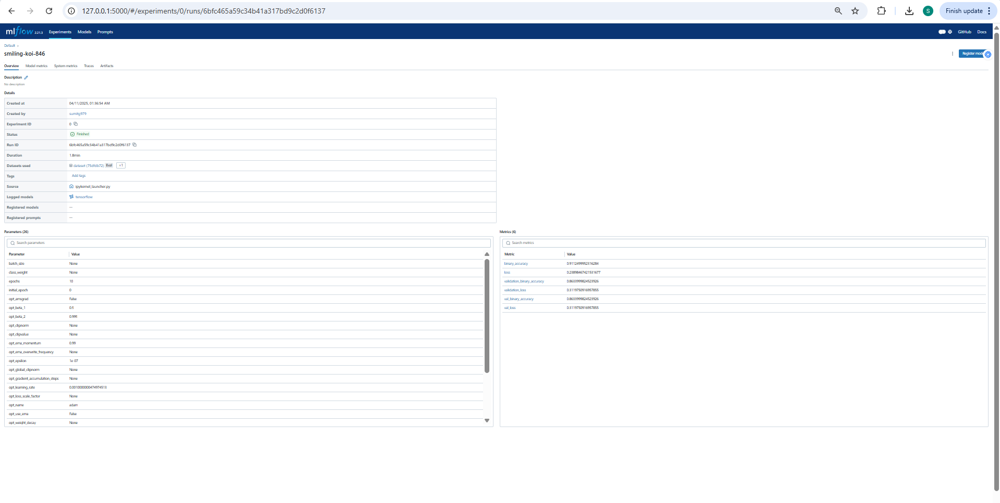 127.0.0.1:5000/#/experiments/0/runs/6bfc465a59c34b41a317bd9c2d0f6137
S
Finish update
mlflow 2.21.3 Experiments Models Prompts
GitHub Docs
Default
smiling-koi-846
Register mode
Overview Model metrics System metrics Traces Artifacts
Description
No description
Details
Created at 04/11/2025, 01:36:54 AM
Created by sumitg979
Experiment ID 0
Status Finished
Run ID 6bfc465a59c34b41a317bd9c2d0f6137
Duration 1.8min
Datasets used dataset (75dfdb72) Eval +1
Tags Add tags
Source ipykernel_launcher.py
Logged models tensorflow
Registered models —
Registered prompts —
Parameters (26)
Search parameters
Parameter Value
batch_size None
class_weight None
epochs 10
initial_epoch 0
opt_amsgrad False
opt_beta_1 0.9
opt_beta_2 0.999
opt_clipnorm None
opt_clipvalue None
opt_ema_momentum 0.99
opt_ema_overwrite_frequency None
opt_epsilon 1e-07
opt_global_clipnorm None
opt_gradient_accumulation_steps None
opt_learning_rate 0.0010000000474974513
opt_loss_scale_factor None
opt_name adam
opt_use_ema False
opt_weight_decay None
Metrics (6)
Search metrics
Metric Value
binary_accuracy 0.9112499952316284
loss 0.23898467421531677
validation_binary_accuracy 0.8633999824523926
validation_loss 0.3119750916957855
val_binary_accuracy 0.8633999824523926
val_loss 0.3119750916957855